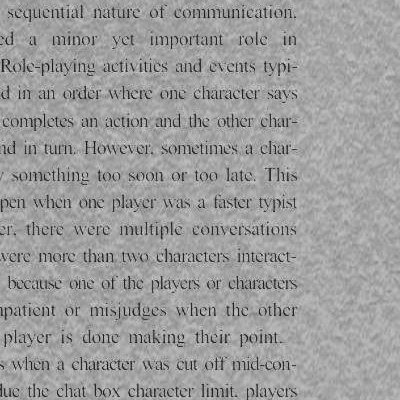 sequential nature of communication.
ed a minor yet important role in
Role-playing activities and events typi-
d in an order where one character says
completes an action and the other char-
nd in turn. However, sometimes a char-
y something too soon or too late. This
pen when one player was a faster typist
er, there were multiple conversations
were more than two characters interact-
because one of the players or characters
mpatient or misjudges when the other
player is done making their point.
s when a character was cut off mid-con-
due the chat box character limit, players